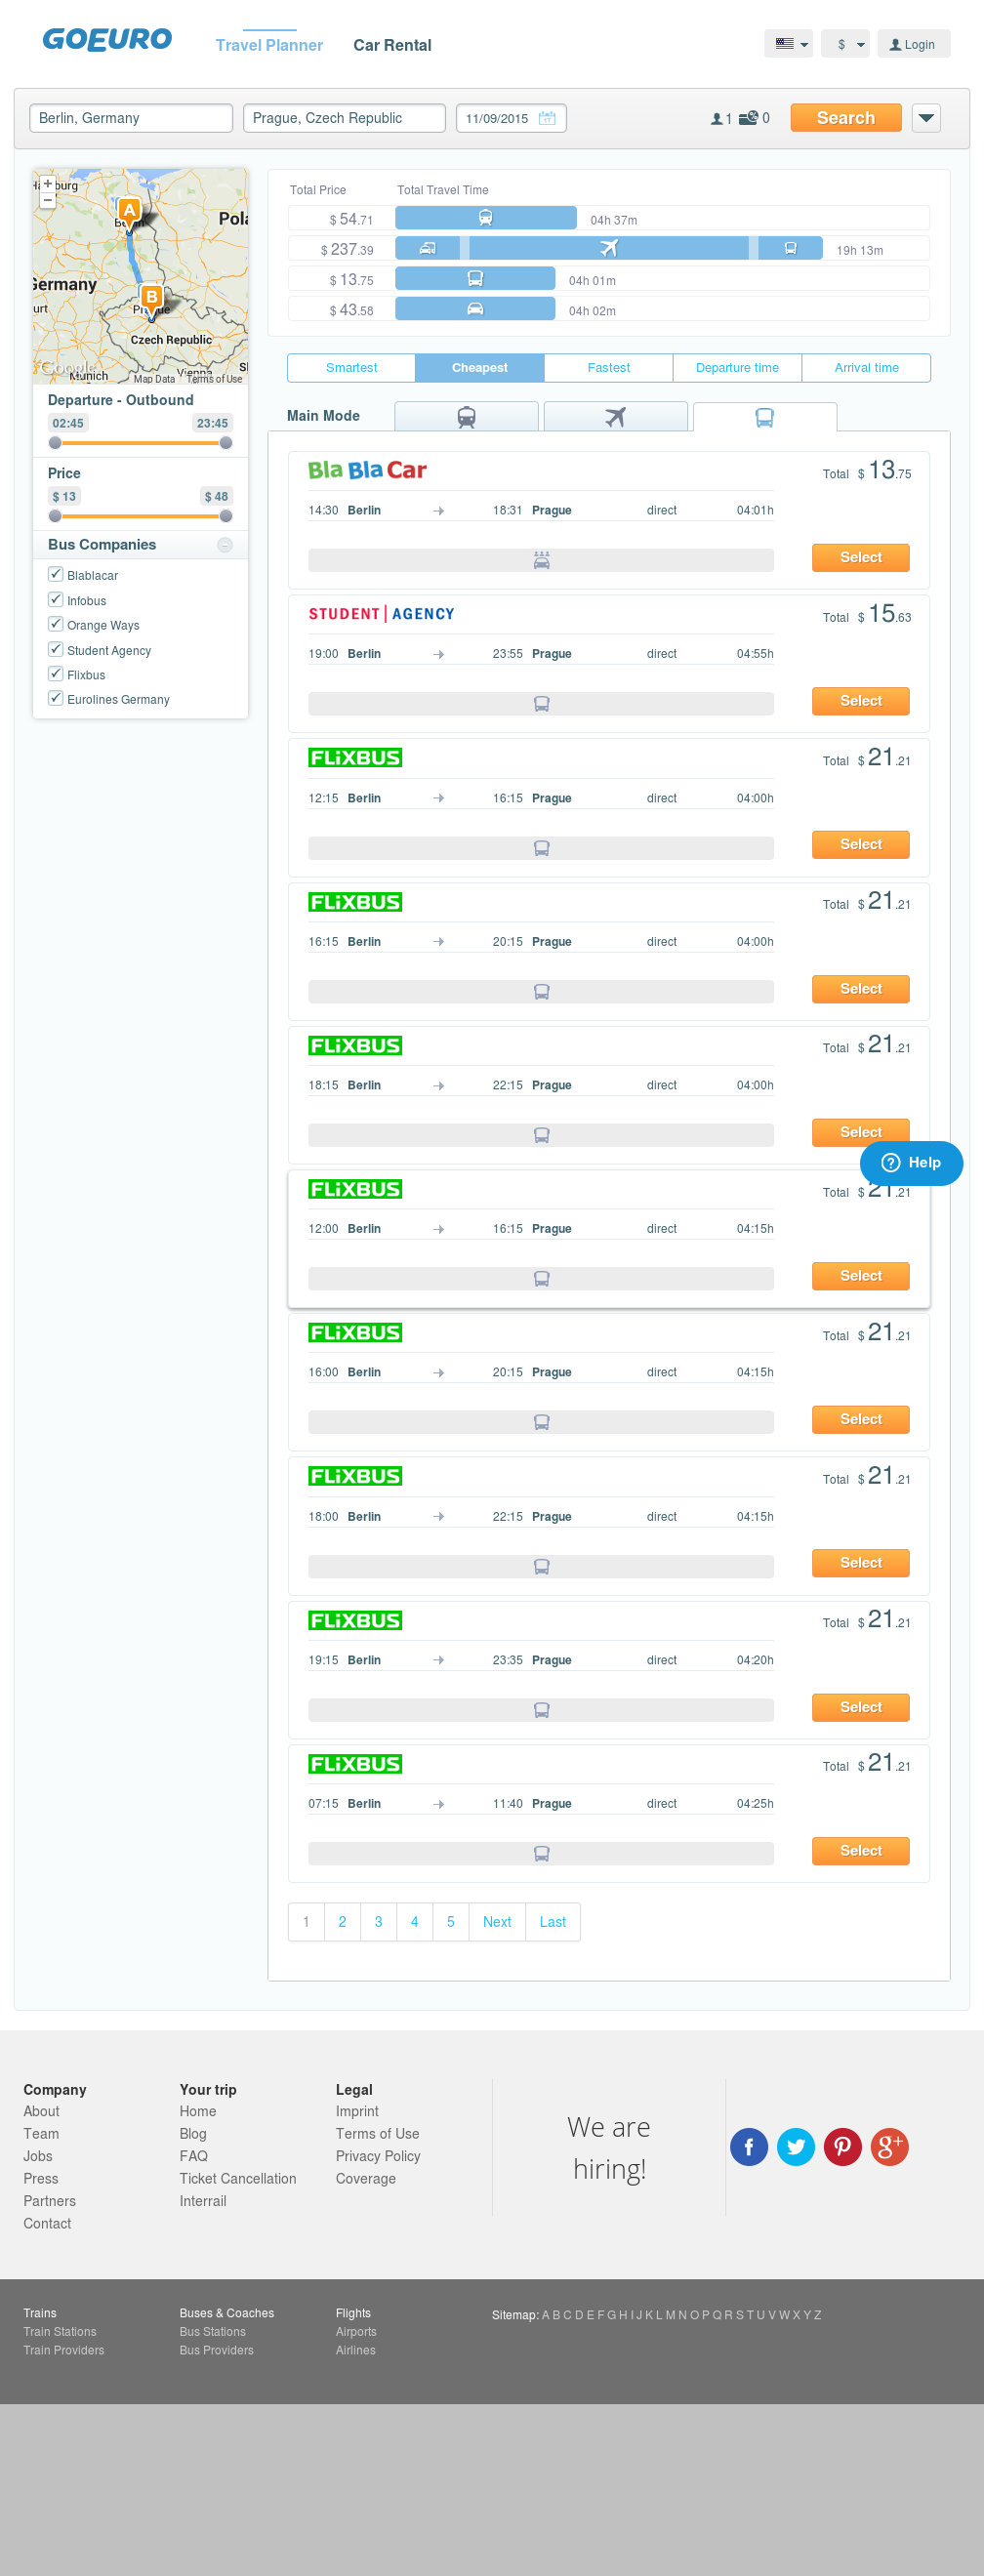 GOEURO
Travel Planner
Car Rental
$
Login
Berlin, Germany
Prague, Czech Republic
11/09/2015
1
0
Search
Berlin
Pola
Germany
Prague
Czech Republic
Munich
Vienna
Google
Map Data
Terms of Use
A
B
Departure - Outbound
02:45 23:45
Price
$ 13 $ 48
Bus Companies
Blablacar
Infobus
Orange Ways
Student Agency
Flixbus
Eurolines Germany
Total Price Total Travel Time
$ 54.71 04h 37m
$ 237.39 19h 13m
$ 13.75 04h 01m
$ 43.58 04h 02m
Smartest Cheapest Fastest Departure time Arrival time
Main Mode
Bla Bla Car
Total $ 13.75
14:30 Berlin 18:31 Prague direct 04:01h
Select
STUDENT | AGENCY
Total $ 15.63
19:00 Berlin 23:55 Prague direct 04:55h
Select
FLiXBUS
Total $ 21.21
12:15 Berlin 16:15 Prague direct 04:00h
Select
FLiXBUS
Total $ 21.21
16:15 Berlin 20:15 Prague direct 04:00h
Select
FLiXBUS
Total $ 21.21
18:15 Berlin 22:15 Prague direct 04:00h
Select
Help
FLiXBUS
Total $ 21.21
12:00 Berlin 16:15 Prague direct 04:15h
Select
FLiXBUS
Total $ 21.21
16:00 Berlin 20:15 Prague direct 04:15h
Select
FLiXBUS
Total $ 21.21
18:00 Berlin 22:15 Prague direct 04:15h
Select
FLiXBUS
Total $ 21.21
19:15 Berlin 23:35 Prague direct 04:20h
Select
FLiXBUS
Total $ 21.21
07:15 Berlin 11:40 Prague direct 04:25h
Select
1 2 3 4 5 Next Last
Company
About
Team
Jobs
Press
Partners
Contact
Your trip
Home
Blog
FAQ
Ticket Cancellation
Interrail
Legal
Imprint
Terms of Use
Privacy Policy
Coverage
We are
hiring!
Trains
Train Stations
Train Providers
Buses & Coaches
Bus Stations
Bus Providers
Flights
Airports
Airlines
Sitemap: A B C D E F G H I J K L M N O P Q R S T U V W X Y Z